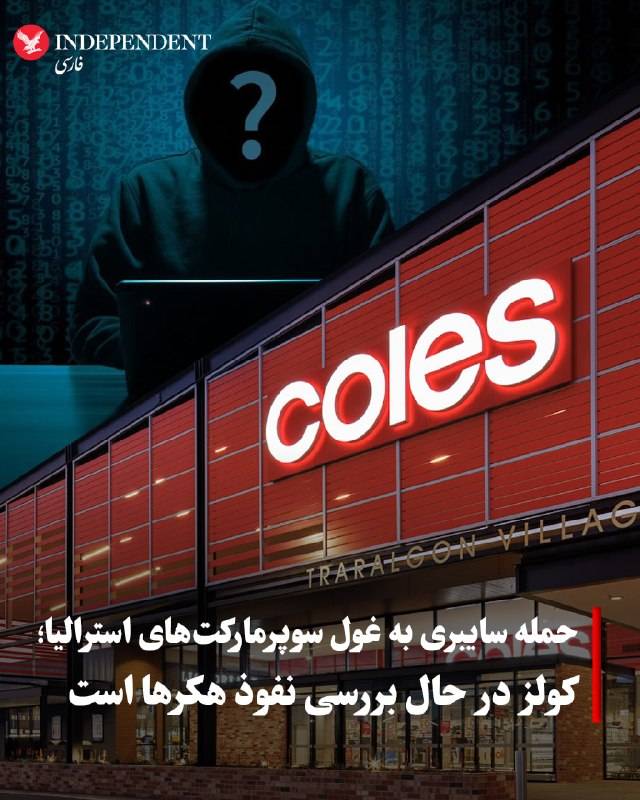 INDEPENDENT
فارسی
?
coles
TRARALGON VILLAG
حمله سایبری به غول سوپرمارکت‌های استرالیا؛
کولز در حال بررسی نفوذ هکرها است